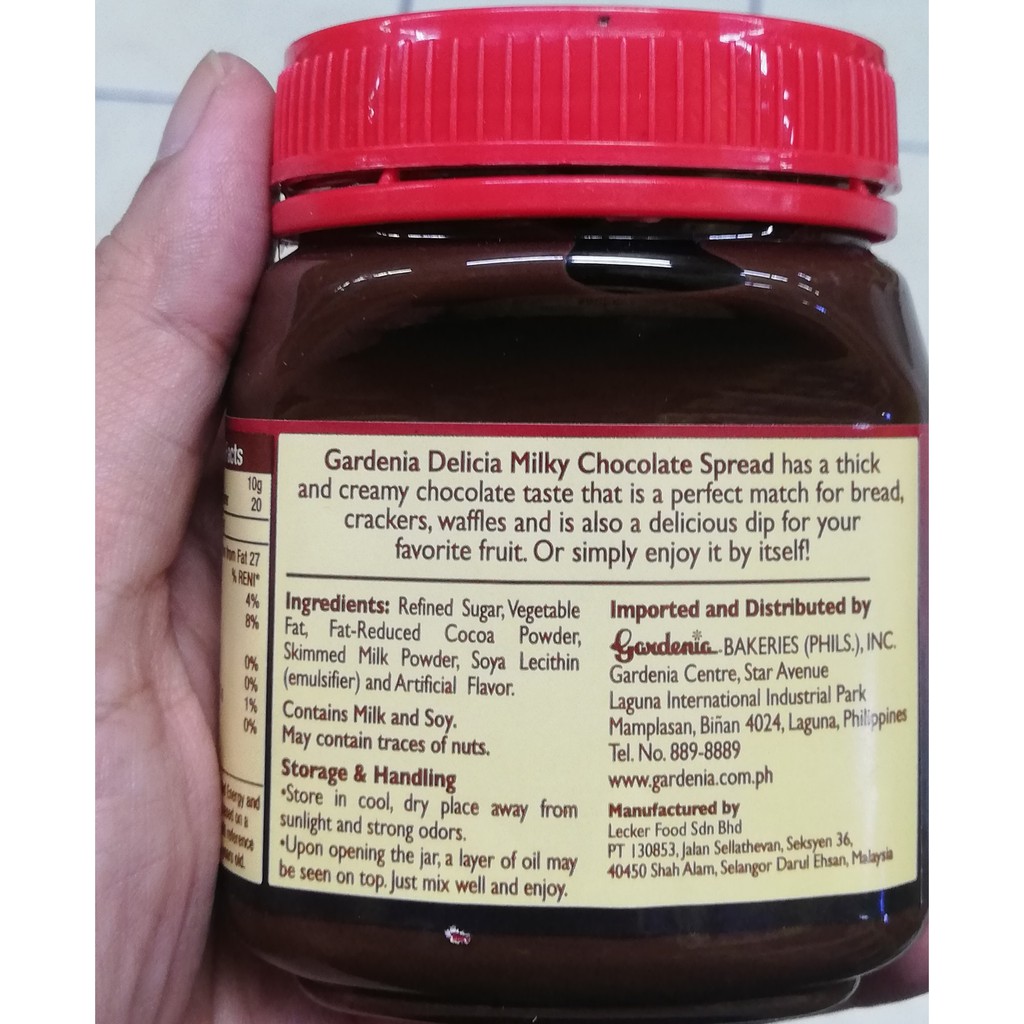 acts
10g
20
from Fat 27
% RENI*
4%
8%
0%
0%
1%
0%
Energy and
on a
reference
old.
Gardenia Delicia Milky Chocolate Spread has a thick
and creamy chocolate taste that is a perfect match for bread,
crackers, waffles and is also a delicious dip for your
favorite fruit. Or simply enjoy it by itself!
Ingredients: Refined Sugar, Vegetable
Fat, Fat-Reduced Cocoa Powder,
Skimmed Milk Powder, Soya Lecithin
(emulsifier) and Artificial Flavor.
Contains Milk and Soy.
May contain traces of nuts.
Storage & Handling
•Store in cool, dry place away from
sunlight and strong odors.
•Upon opening the jar, a layer of oil may
be seen on top. Just mix well and enjoy.
Imported and Distributed by
Gardenia BAKERIES (PHILS.), INC.
Gardenia Centre, Star Avenue
Laguna International Industrial Park
Mamplasan, Biñan 4024, Laguna, Philippines
Tel. No. 889-8889
www.gardenia.com.ph
Manufactured by
Lecker Food Sdn Bhd
PT 130853, Jalan Sellathevan, Seksyen 36,
40450 Shah Alam, Selangor Darul Ehsan, Malaysia